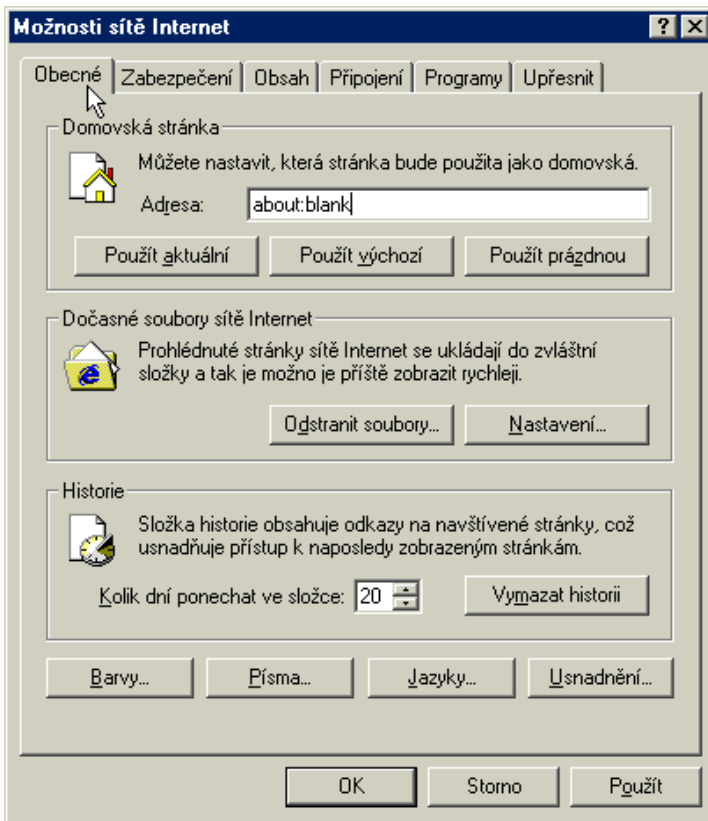 Možnosti sítě Internet
Obecné Zabezpečení Obsah Připojení Programy Upřesnit
Domovská stránka
Můžete nastavit, která stránka bude použita jako domovská.
Adresa: about:blank
Použít aktuální Použít výchozí Použít prázdnou
Dočasné soubory sítě Internet
Prohlédnuté stránky sítě Internet se ukládají do zvláštní
složky a tak je možno je příště zobrazit rychleji.
Odstranit soubory... Nastavení...
Historie
Složka historie obsahuje odkazy na navštívené stránky, což
usnadňuje přístup k naposledy zobrazeným stránkám.
Kolik dní ponechat ve složce: 20 Vymazat historii
Barvy... Písma... Jazyky... Usnadnění...
OK Storno Použít